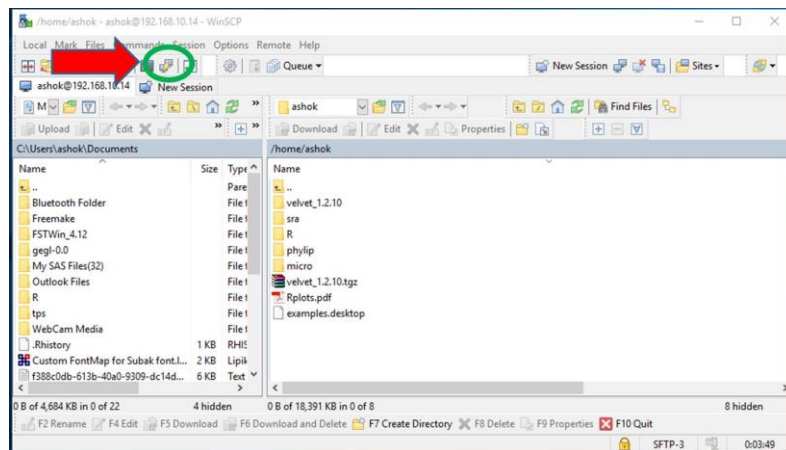 /home/ashok - ashok@192.168.10.14 - WinSCP
Local Mark Files Commands Session Options Remote Help
Queue New Session Sites
ashok@192.168.10.14 New Session
M ashok Find Files
Upload Edit Download Edit Properties
C:\Users\ashok\Documents /home/ashok
Name Size Type Name
.. Pare ..
Bluetooth Folder File velvet_1.2.10
Freemake File sra
FSTWin_4.12 File R
gegl-0.0 File phylip
My SAS Files(32) File micro
Outlook Files File velvet_1.2.10.tgz
R File Rplots.pdf
tps File examples.desktop
WebCam Media File
.Rhistory 1 KB RHIS
Custom FontMap for Subak font.l... 2 KB Lipik
f388c0db-613b-40a0-9309-dc14d... 6 KB Text
0 B of 4,684 KB in 0 of 22 4 hidden 0 B of 18,391 KB in 0 of 8 8 hidden
F2 Rename F4 Edit F5 Download F6 Download and Delete F7 Create Directory F8 Delete F9 Properties F10 Quit
SFTP-3 0:03:49